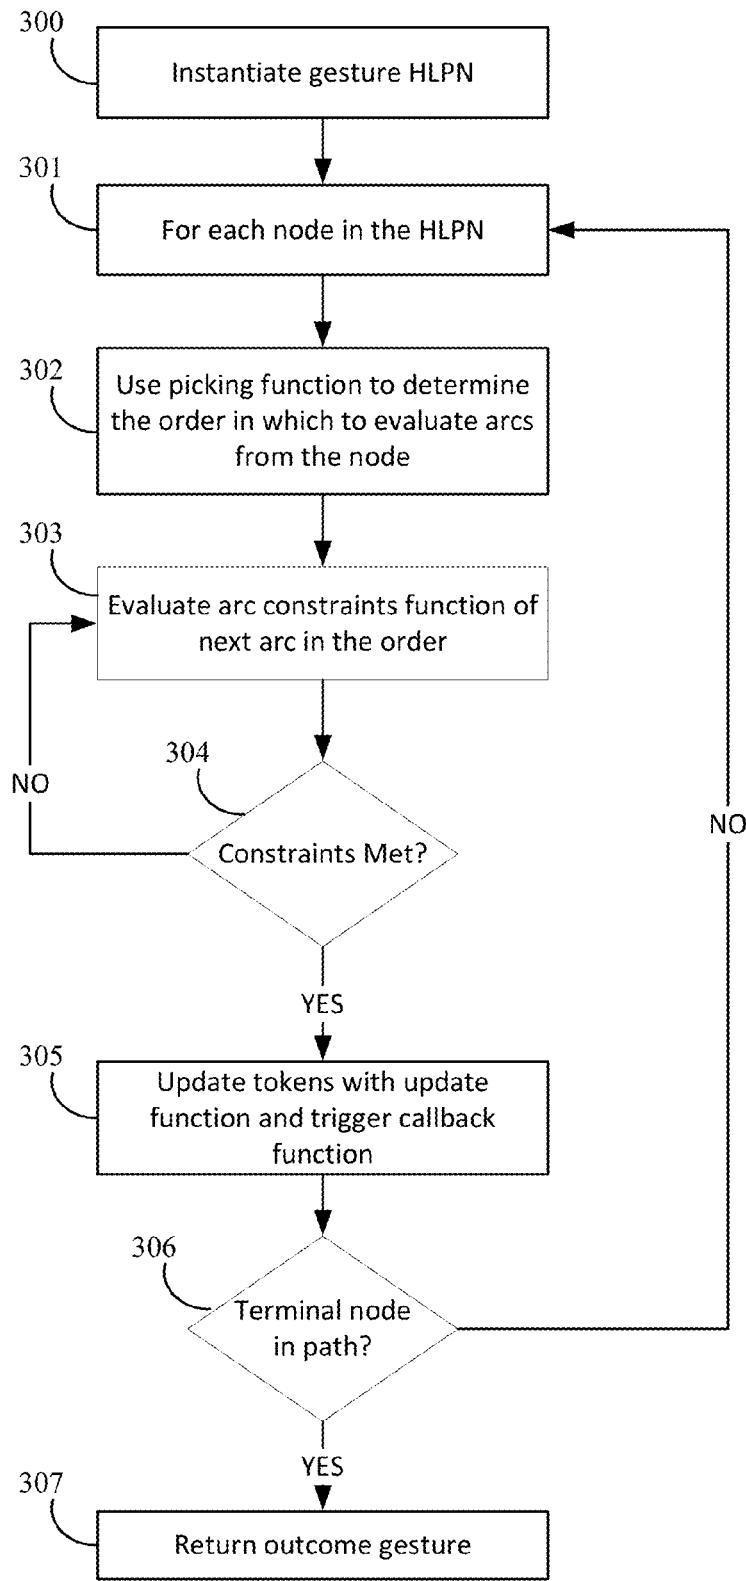 300
Instantiate gesture HLPN
301
For each node in the HLPN
302
Use picking function to determine
the order in which to evaluate arcs
from the node
303
Evaluate arc constraints function of
next arc in the order
304
NO
Constraints Met?
NO
YES
305
Update tokens with update
function and trigger callback
function
306
Terminal node
in path?
YES
307
Return outcome gesture